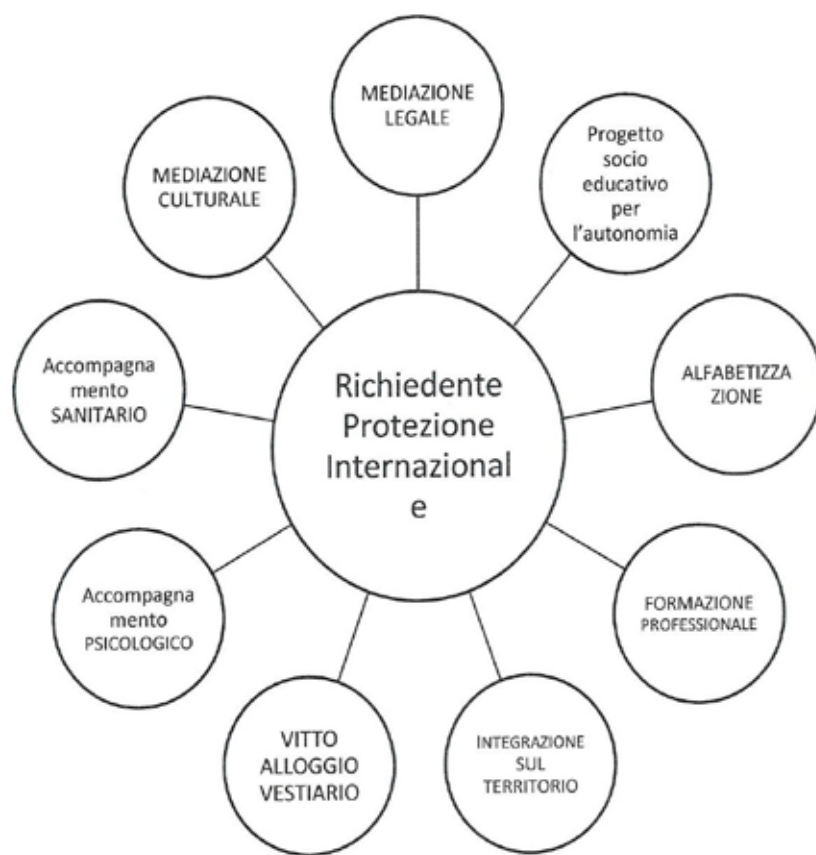 MEDIAZIONE
LEGALE
Progetto
socio
educativo
per
l'autonomia
ALFABETIZZA
ZIONE
FORMAZIONE
PROFESSIONALE
INTEGRAZIONE
SUL
TERRITORIO
VITTO
ALLOGGIO
VESTIARIO
Accompagna
mento
PSICOLOGICO
Accompagna
mento
SANITARIO
MEDIAZIONE
CULTURALE
Richiedente
Protezione
Internazional
e